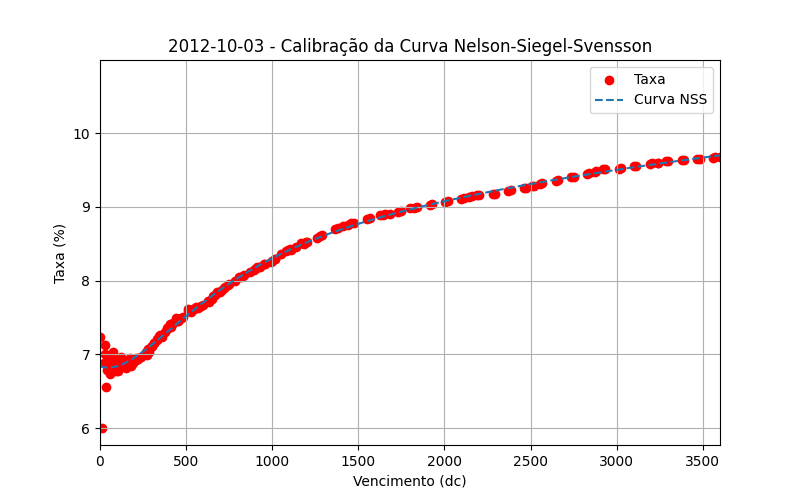 2012-10-03 - Calibração da Curva Nelson-Siegel-Svensson
Taxa
Curva NSS
Taxa (%)
10
9
8
7
6
0 500 1000 1500 2000 2500 3000 3500
Vencimento (dc)